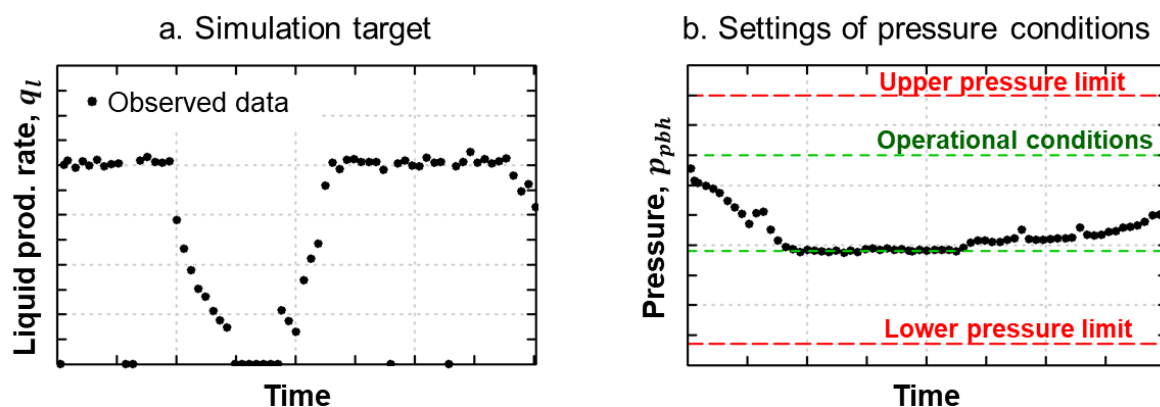 a. Simulation target
Liquid prod. rate, q_l
Observed data
Time
b. Settings of pressure conditions
Pressure, p_pbh
Upper pressure limit
Operational conditions
Lower pressure limit
Time